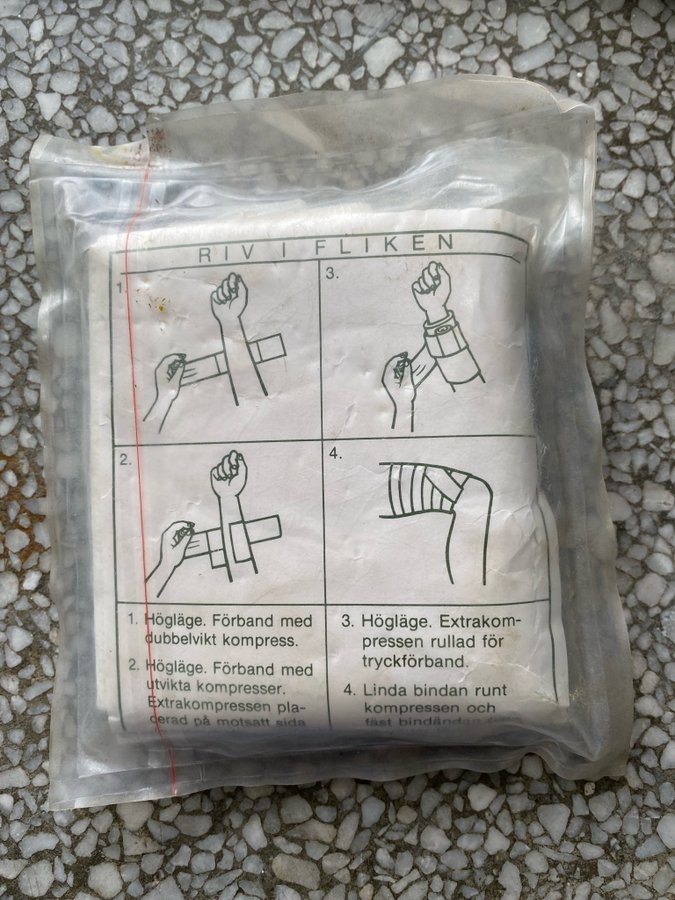 RIV I FLIKEN
1.
3.
2.
4.
1. Högläge. Förband med
dubbelvikt kompress.
2. Högläge. Förband med
utvikta kompresser.
Extrakompressen pla-
cerad på motsatt sida
3. Högläge. Extrakom-
pressen rullad för
tryckförband.
4. Linda bindan runt
kompressen och
fäst bindändan